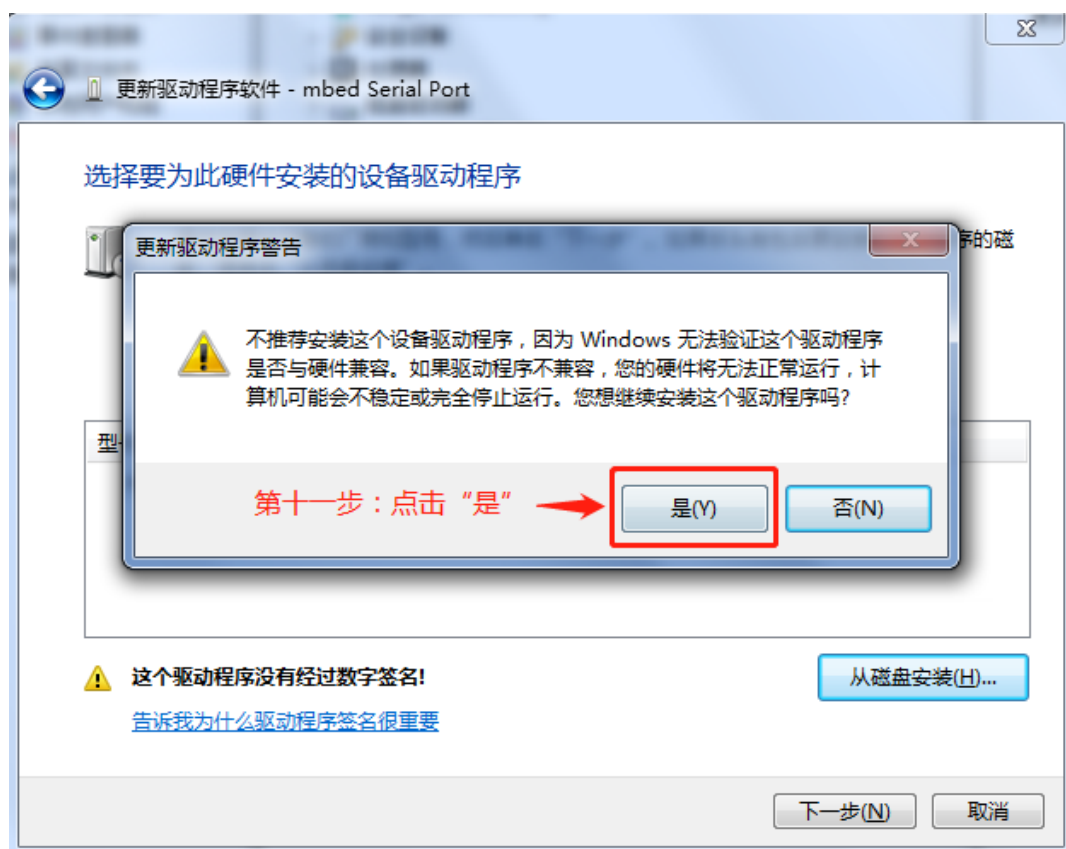 更新驱动程序软件 - mbed Serial Port
选择要为此硬件安装的设备驱动程序
序的磁
更新驱动程序警告
不推荐安装这个设备驱动程序，因为 Windows 无法验证这个驱动程序
是否与硬件兼容。如果驱动程序不兼容，您的硬件将无法正常运行，计
算机可能会不稳定或完全停止运行。您想继续安装这个驱动程序吗?
型
第十一步：点击“是”
是(Y)
否(N)
这个驱动程序没有经过数字签名!
从磁盘安装(H)...
告诉我为什么驱动程序签名很重要
下一步(N)
取消